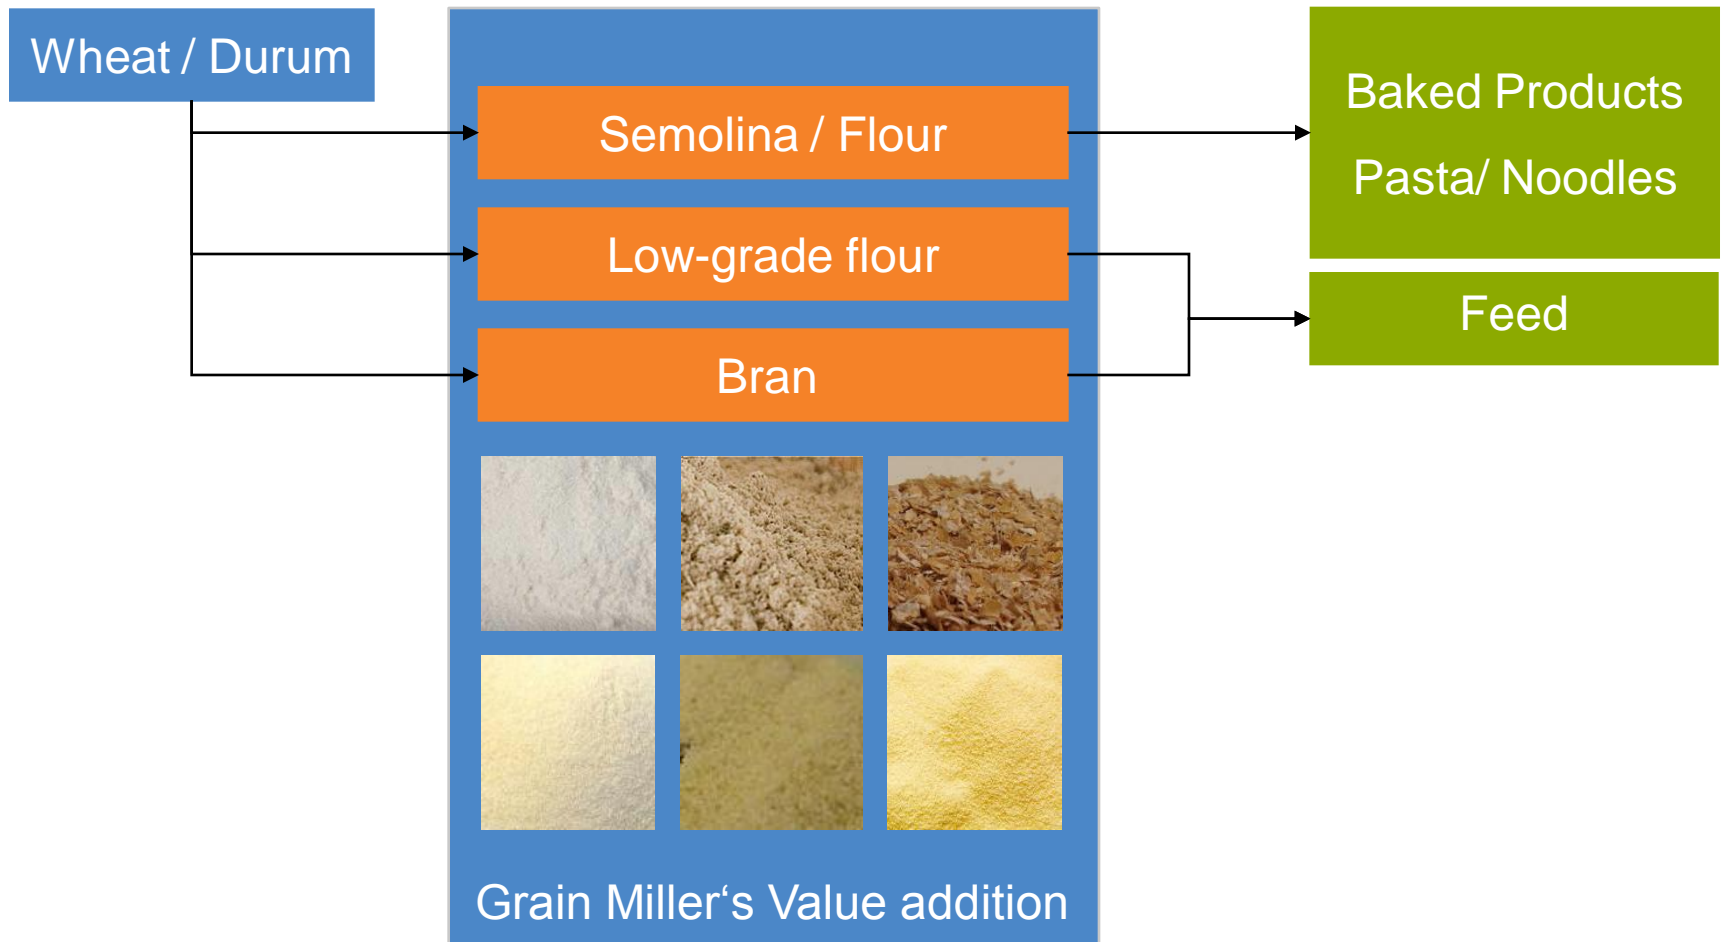 Wheat / Durum
Semolina / Flour
Low-grade flour
Bran
Baked Products
Pasta/ Noodles
Feed
Grain Miller‘s Value addition